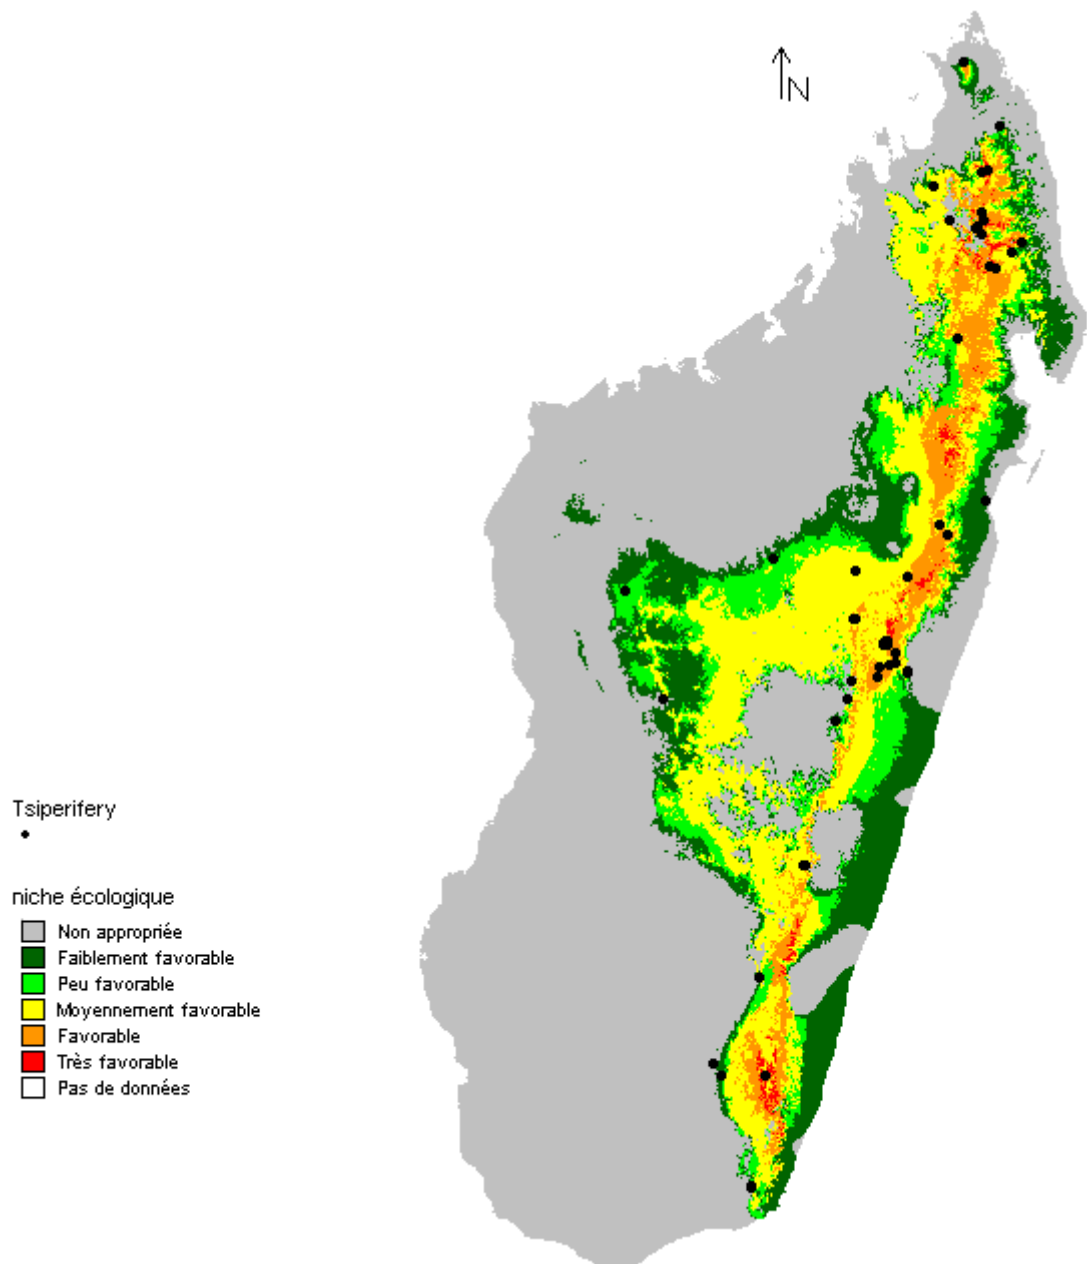 N
Tsiperifery
niche écologique
Non appropriée
Faiblement favorable
Peu favorable
Moyennement favorable
Favorable
Très favorable
Pas de données